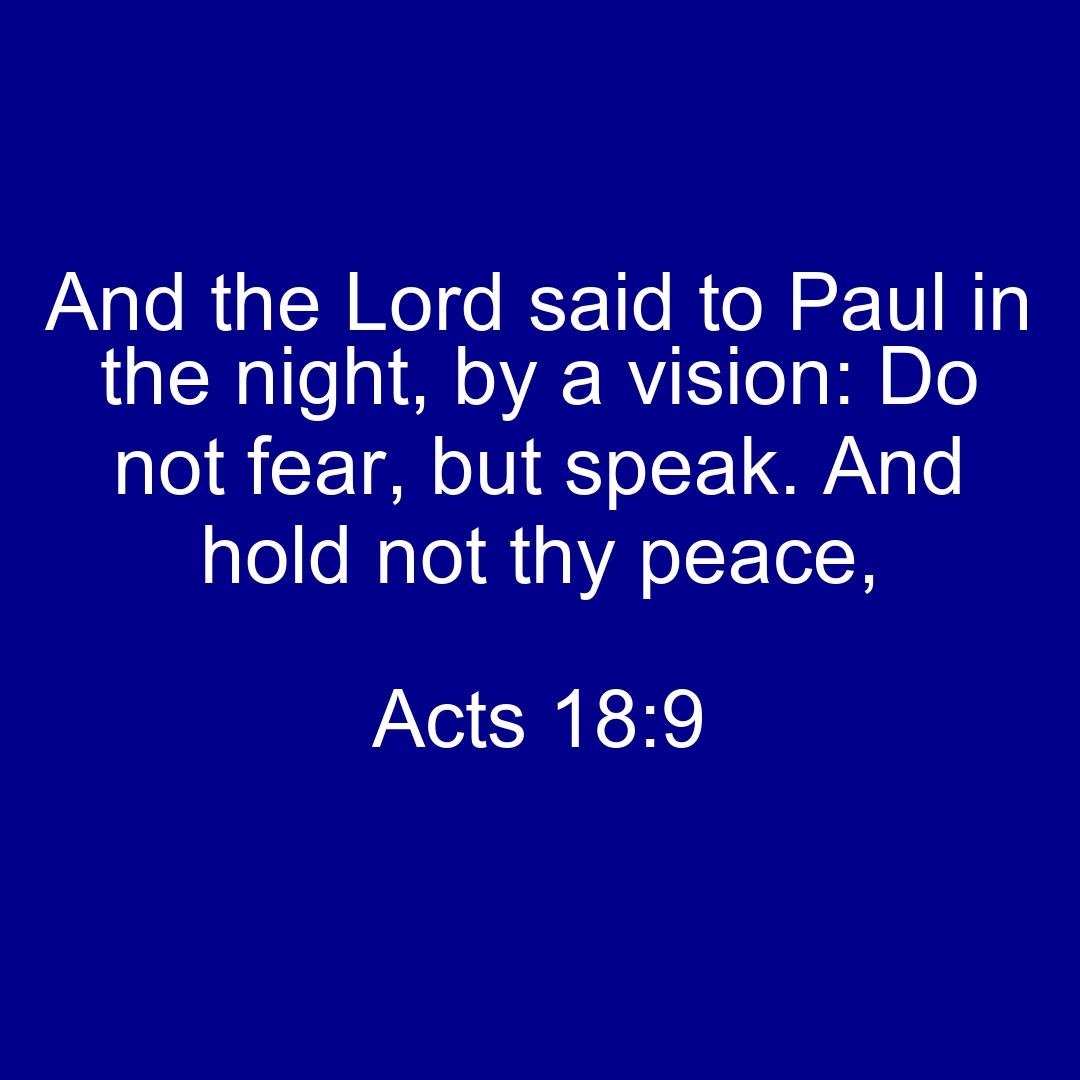 And the Lord said to Paul in
the night, by a vision: Do
not fear, but speak. And
hold not thy peace,
Acts 18:9